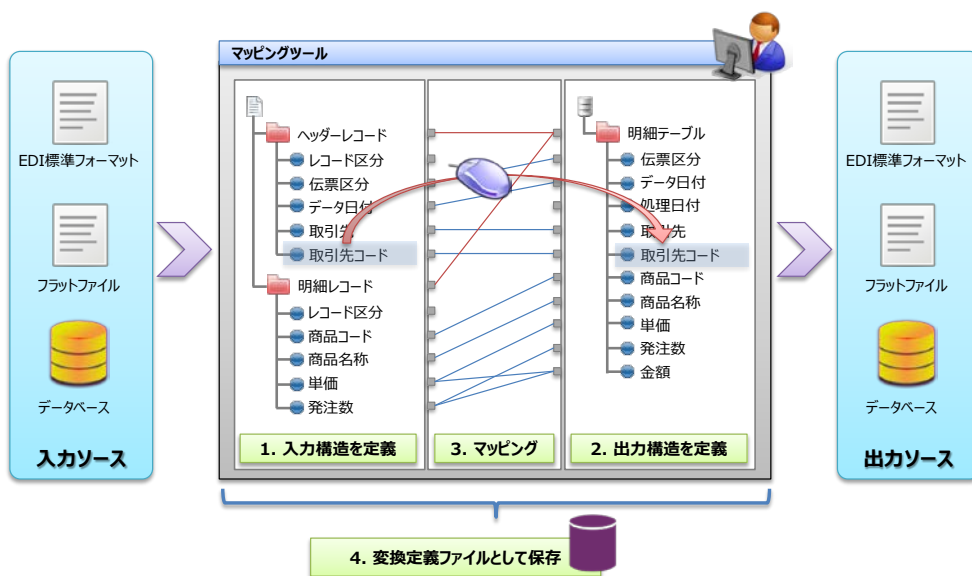 マッピングツール
EDI標準フォーマット
フラットファイル
データベース
入力ソース
ヘッダーレコード
レコード区分
伝票区分
データ日付
取引先
取引先コード
明細レコード
レコード区分
商品コード
商品名称
単価
発注数
1. 入力構造を定義
3. マッピング
明細テーブル
伝票区分
データ日付
処理日付
取引先
取引先コード
商品コード
商品名称
単価
発注数
金額
2. 出力構造を定義
EDI標準フォーマット
フラットファイル
データベース
出力ソース
4. 変換定義ファイルとして保存